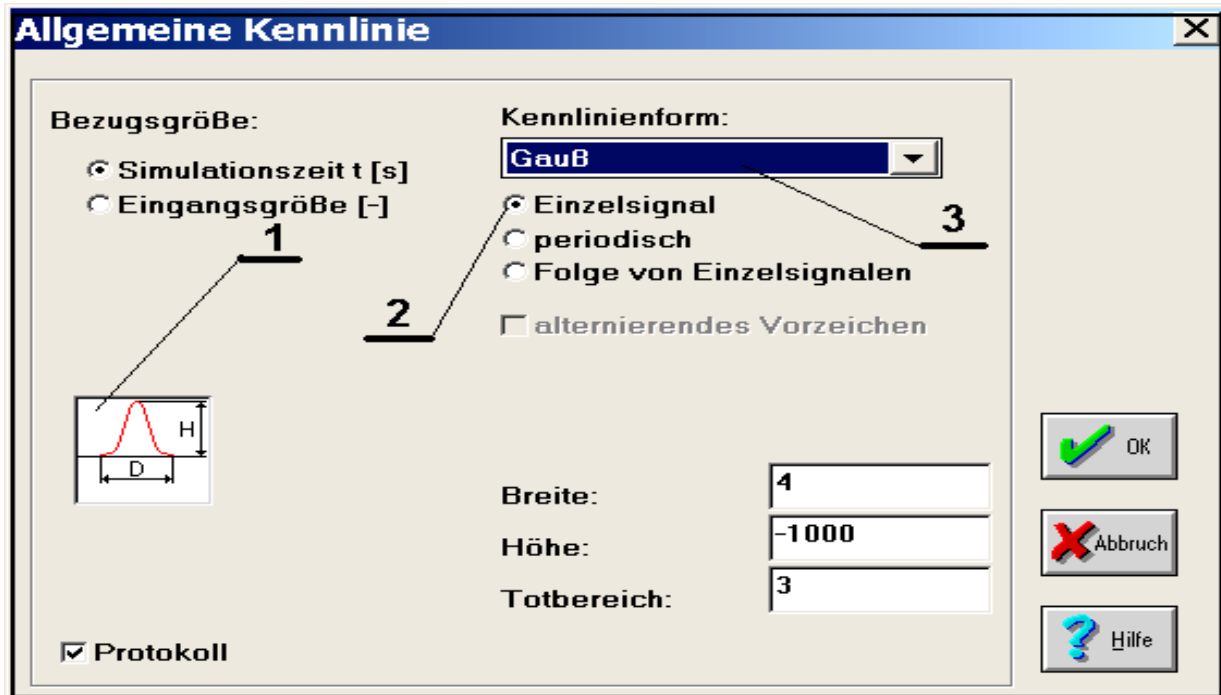 Allgemeine Kennlinie
Bezugsgröße:
Simulationszeit t [s]
Eingangsgröße [-]
1
Kennlinienform:
Gauß
Einzelsignal
periodisch
Folge von Einzelsignalen
3
2
alternierendes Vorzeichen
H
D
Breite: 4
Höhe: -1000
Totbereich: 3
Protokoll
OK
Abbruch
Hilfe